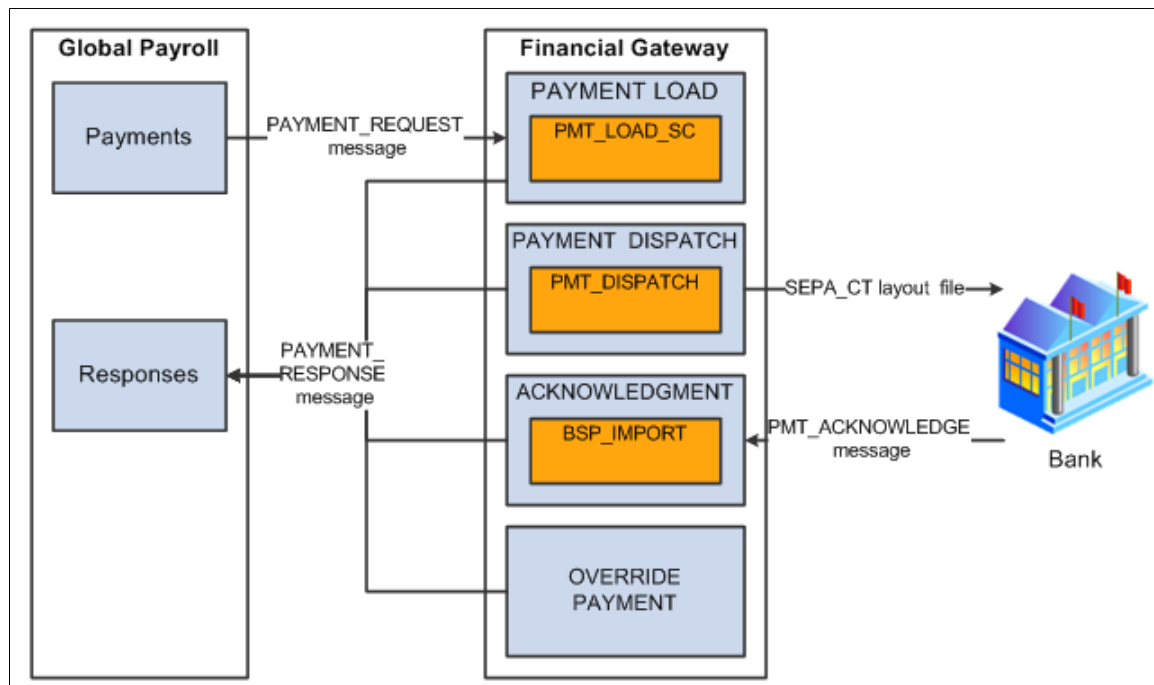 Global Payroll
Financial Gateway
Payments
PAYMENT_REQUEST
message
PAYMENT LOAD
PMT_LOAD_SC
PAYMENT DISPATCH
PMT_DISPATCH
SEPA_CT layout file
Responses
PAYMENT_
RESPONSE
message
ACKNOWLEDGMENT
BSP_IMPORT
PMT_ACKNOWLEDGE
message
Bank
OVERRIDE
PAYMENT